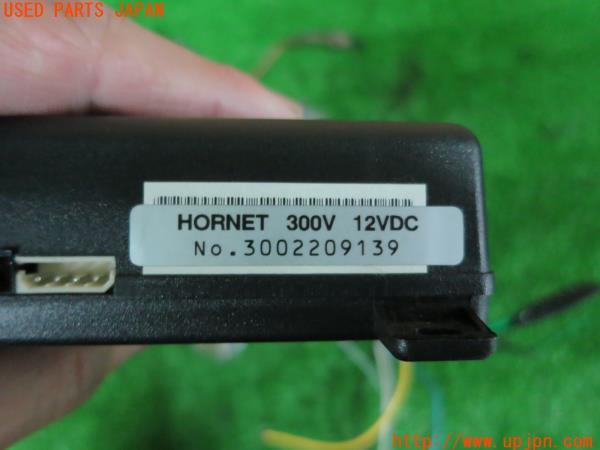 USED PARTS JAPAN
HORNET 300V 12VDC
No.3002209139
http://www.upjpn.com/